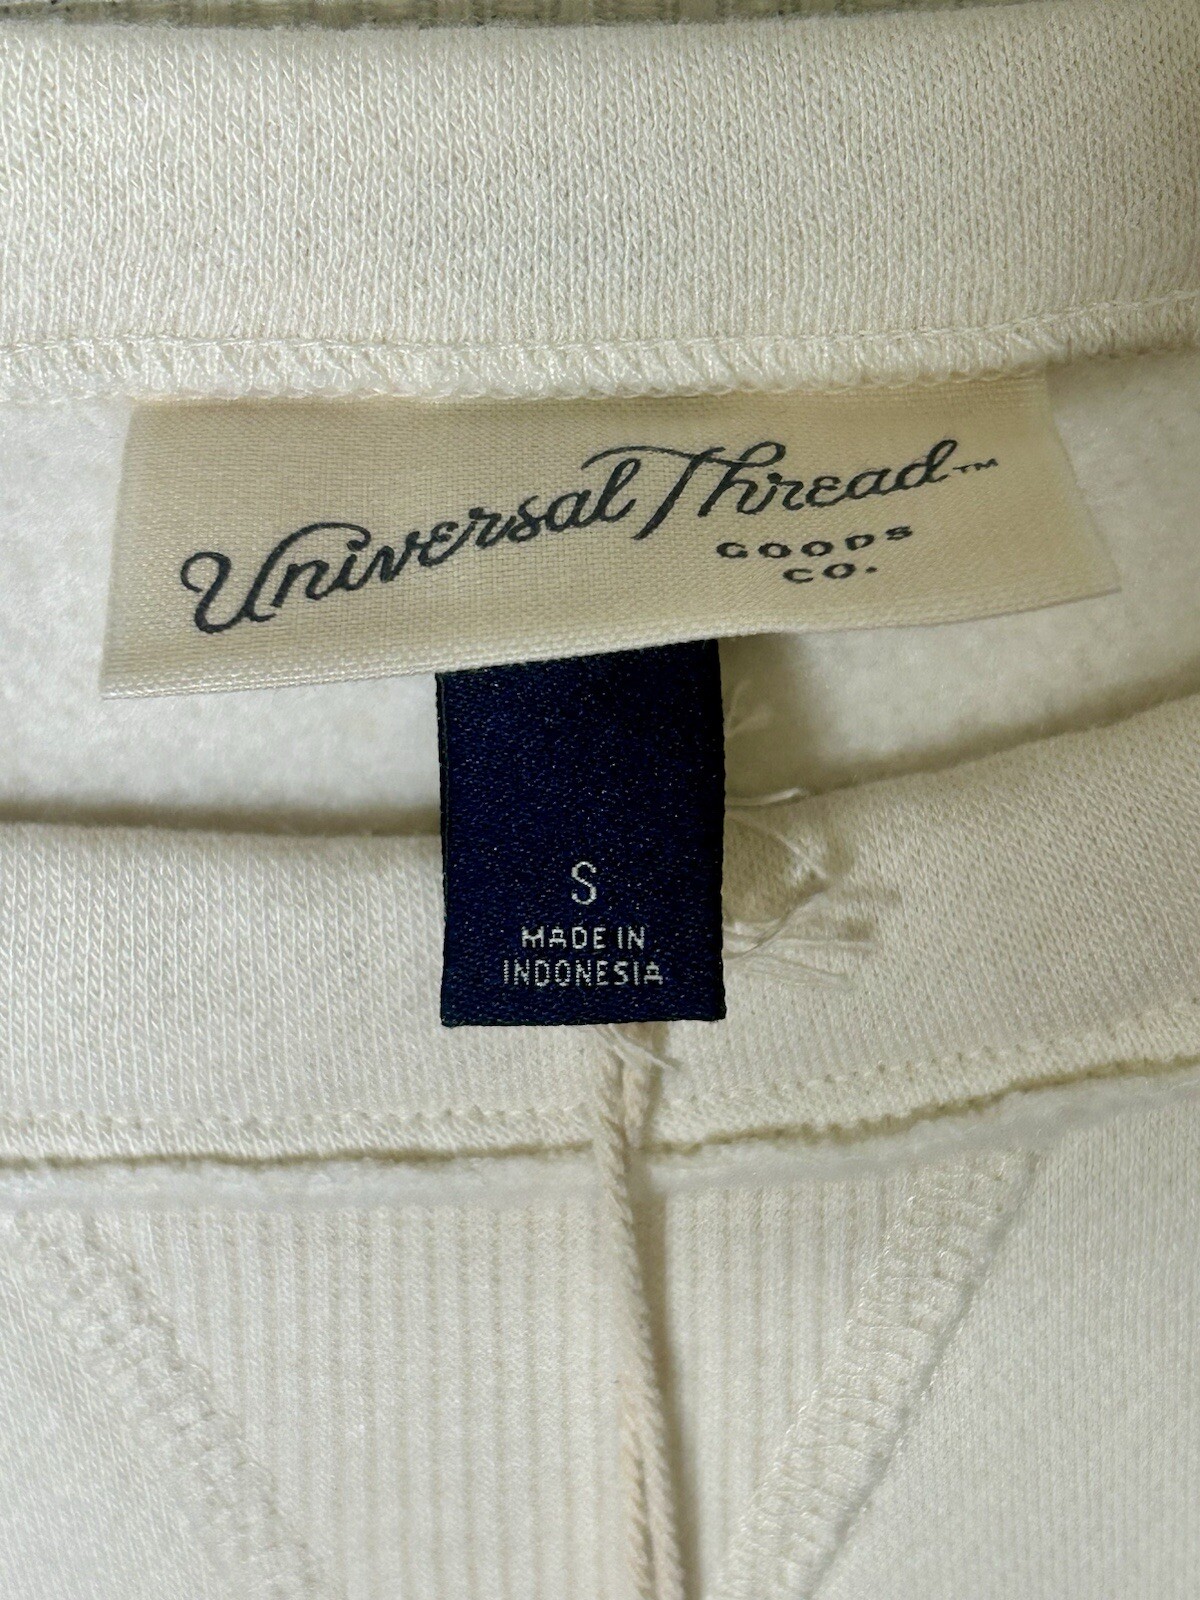 Universal Thread™
GOODS
CO.
S
MADE IN
INDONESIA